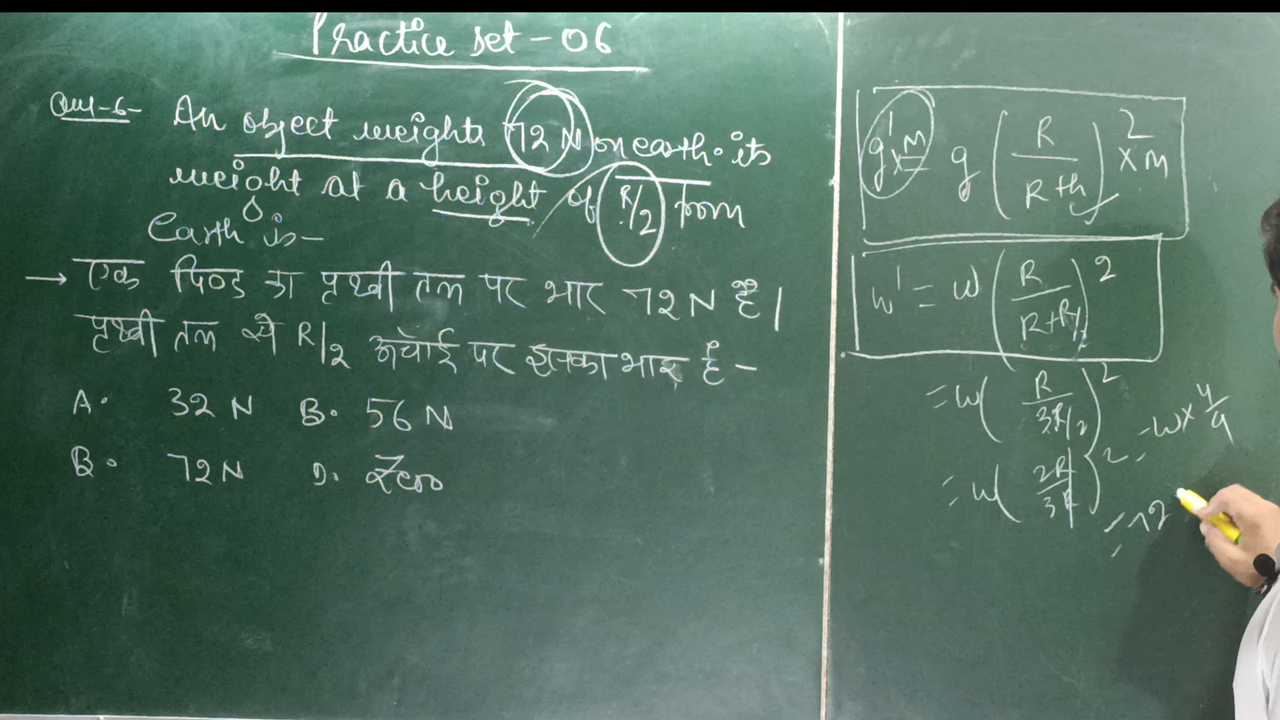 Practice set - 06
Que-6- An object weights 72 N on earth. its
weight at a height of R/2 from
Earth is -
→ एक पिण्ड का पृथ्वी तल पर भार 72 N है।
पृथ्वी तल से R/2 ऊँचाई पर इसका भार है -
A. 32 N B. 56 N
B. 72 N D. Zero
g' x m = g (R / R+h)² x m
w' = w (R / R+R/2)²
= w (R / 3R/2)²
= w (2R / 3R)² = w x 4/9
= 72
=